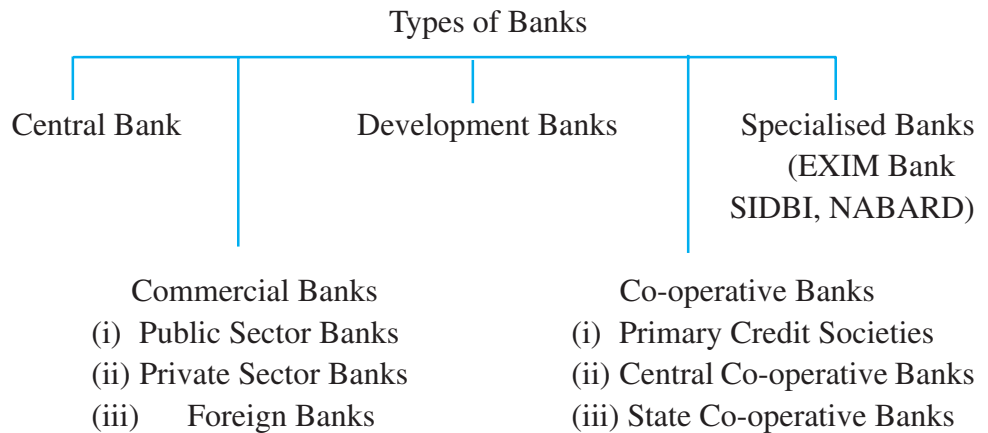 Types of Banks
Central Bank
Development Banks
Specialised Banks
(EXIM Bank
SIDBI, NABARD)
Commercial Banks
(i) Public Sector Banks
(ii) Private Sector Banks
(iii) Foreign Banks
Co-operative Banks
(i) Primary Credit Societies
(ii) Central Co-operative Banks
(iii) State Co-operative Banks